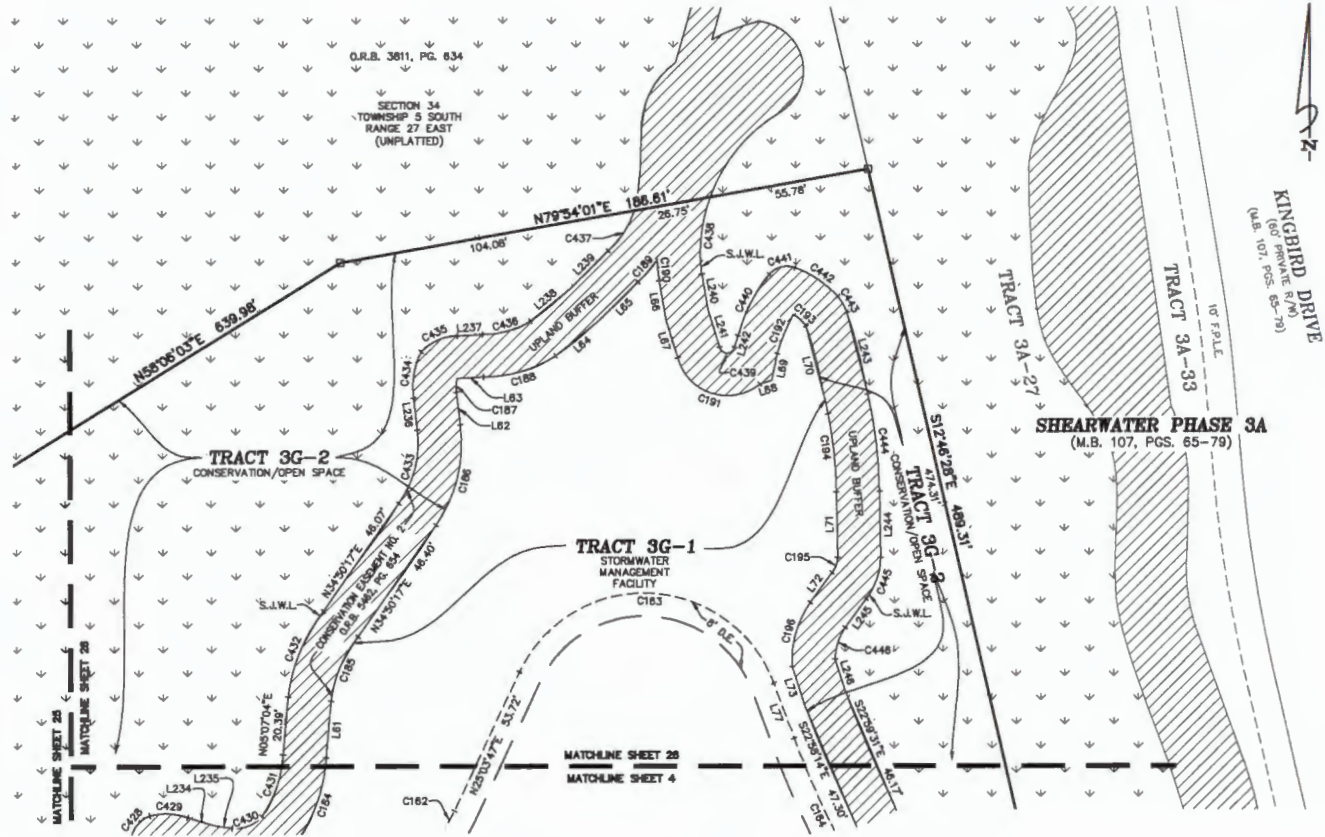 O.R.B. 3811, PG. 634
SECTION 34
TOWNSHIP 5 SOUTH
RANGE 27 EAST
(UNPLATTED)
N
KINGBIRD DRIVE
(60' PRIVATE R/W)
(M.B. 107, PGS. 65-79)
N79°54'01"E 186.61'
104.08'
26.75'
55.78'
N58°06'03"E 639.98'
C437
L239
C438
S.J.W.L.
C189
C190
L240
C440
C441
C442
C443
L238
UPLAND BUFFER
L65
L66
L241
L242
C192
C193
C435
L237
C436
L64
L67
C439
L69
L68
L70
L243
C434
C188
L63
C187
L62
C191
L236
C433
C186
TRACT 3G-2
CONSERVATION/OPEN SPACE
N34°50'17"E 46.07'
CONSERVATION EASEMENT NO. 2
O.R.B. 5462, PG. 654
N34°50'17"E 46.40'
S.J.W.L.
C432
C185
TRACT 3G-1
STORMWATER
MANAGEMENT
FACILITY
C163
8' D.E.
C194
UPLAND BUFFER
C444
L71
L244
C195
L72
C445
S.J.W.L.
C196
L245
C446
L73
L246
L77
TRACT 3G-2
CONSERVATION/OPEN SPACE
S12°46'28"E 489.31'
474.31'
TRACT 3A-27
TRACT 3A-33
10' F.P.L.E.
SHEARWATER PHASE 3A
(M.B. 107, PGS. 65-79)
N05°07'04"E
20.39'
L61
N25°03'47"E 53.72'
C162
S22°58'14"E
47.30'
S22°59'31"E
46.17'
C164
MATCHLINE SHEET 25
MATCHLINE SHEET 26
MATCHLINE SHEET 26
MATCHLINE SHEET 4
L235
L234
C431
C428
C429
C430
C184